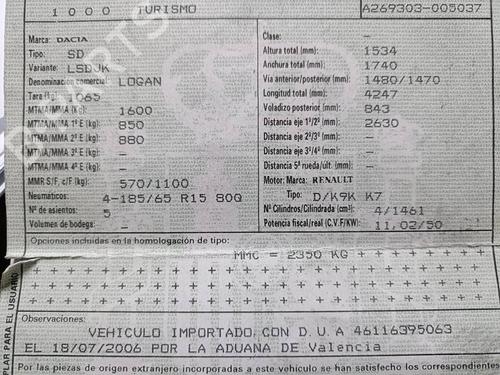 1000 TURISMO A269303-005037
Marca: DACIA Clase: –
Tipo: SD Altura total (mm): 1534
Variante: LSDJK Anchura total (mm): 1740
Denominación comercial: LOGAN Vía anterior/posterior (mm): 1480/1470
Tara (kg) 1065 Longitud total (mm): 4247
MTMA/MMA (Kg) 1600 Voladizo posterior (mm): 843
MTMA/MMA 1º E (kg) 850 Distancia eje 1º/2º (mm): 2630
MTMA/MMA 2º E (kg) 880 Distancia eje 2º/3º (mm): –
MTMA/MMA 3º E (kg) – Distancia eje 3º/4º (mm): –
MTMA/MMA 4º E (kg) – Distancia 5ª rueda/últ. (mm): –
MMR S/F, c/F (kg) 570/1100 Motor: Marca: RENAULT
Neumáticos: 4-185/65 R15 80Q Tipo: D/K9K K7
Nº de asientos: 5 Nº Cilindros/Cilindrada (cm³): 4/1461
Volumen de bodega: – Potencia fiscal/real (C.V.F/KW): 11,02/50
Opciones incluidas en la homologación de tipo:
MMC = 2350 KG
PLAR PARA EL USUARIO
Observaciones:
VEHICULO IMPORTADO CON D.U.A 46116395063
EL 18/07/2006 POR LA ADUANA DE Valencia
Por las piezas de origen extranjero incorporadas a este vehículo se han satisfecho los correspondientes